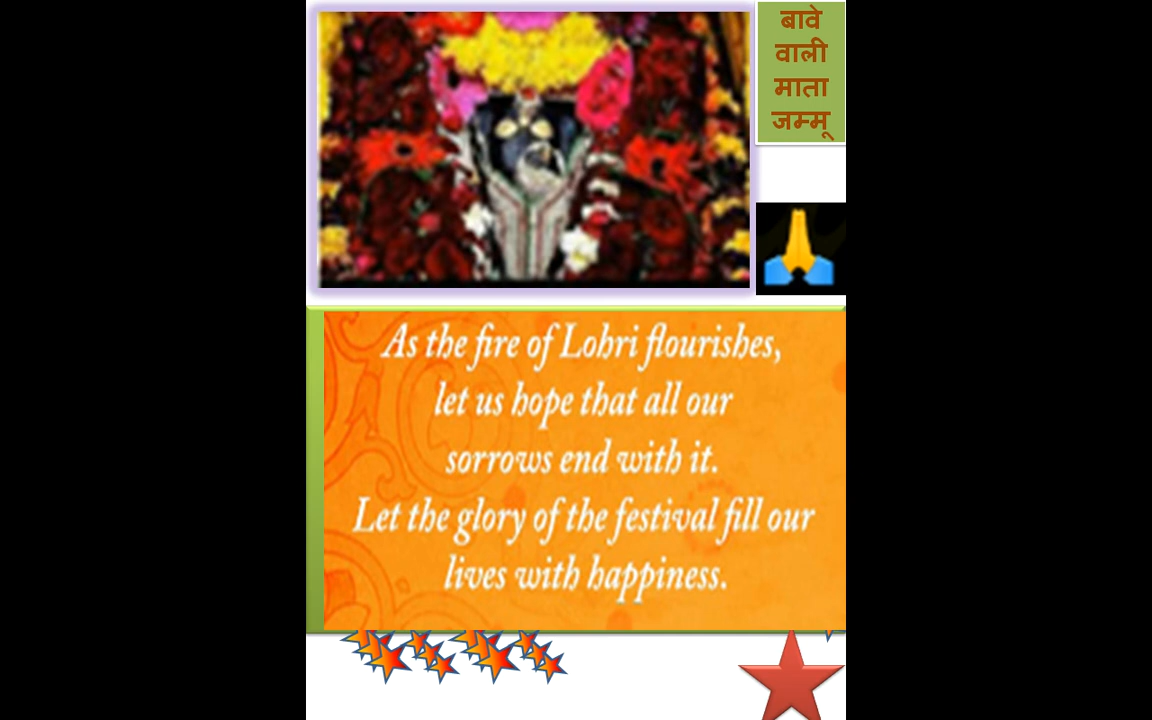 बावे
वाली
माता
जम्मू
As the fire of Lohri flourishes,
let us hope that all our
sorrows end with it.
Let the glory of the festival fill our
lives with happiness.